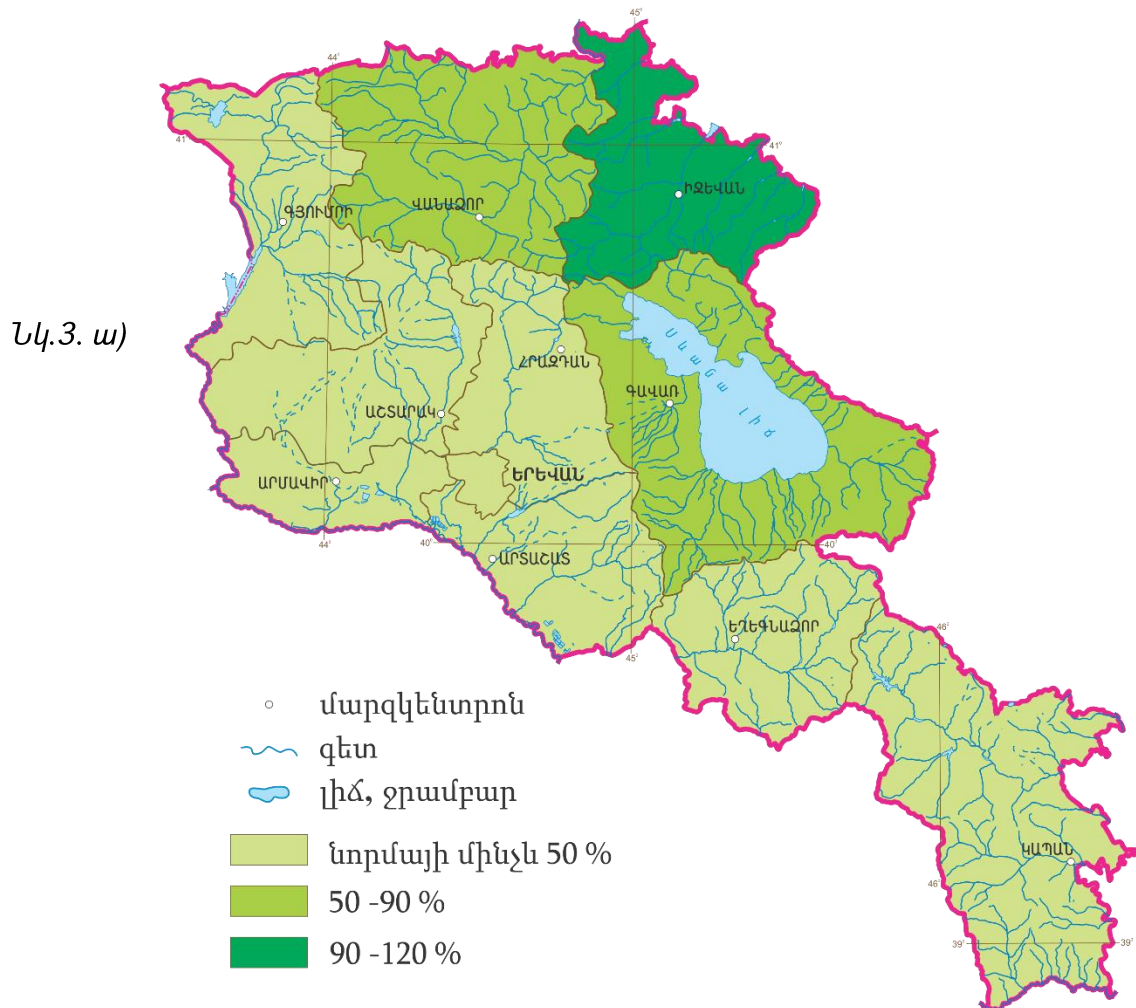 45°
44°
41°
41°
ԻՋԵՎԱՆ
ԳՅՈՒՄՐԻ
ՎԱՆԱՁՈՐ
Նկ.3. ա)
Սևանա լիճ
ՀՐԱԶԴԱՆ
ԳԱՎԱՌ
ԱՇՏԱՐԱԿ
ԵՐԵՎԱՆ
ԱՐՄԱՎԻՐ
44°
40°
40°
ԱՐՏԱՇԱՏ
ԵՂԵԳՆԱՁՈՐ
46°
45°
մարզկենտրոն
գետ
լիճ, ջրամբար
նորմայի մինչև 50 %
ԿԱՊԱՆ
46°
50 -90 %
90 -120 %
39°
39°